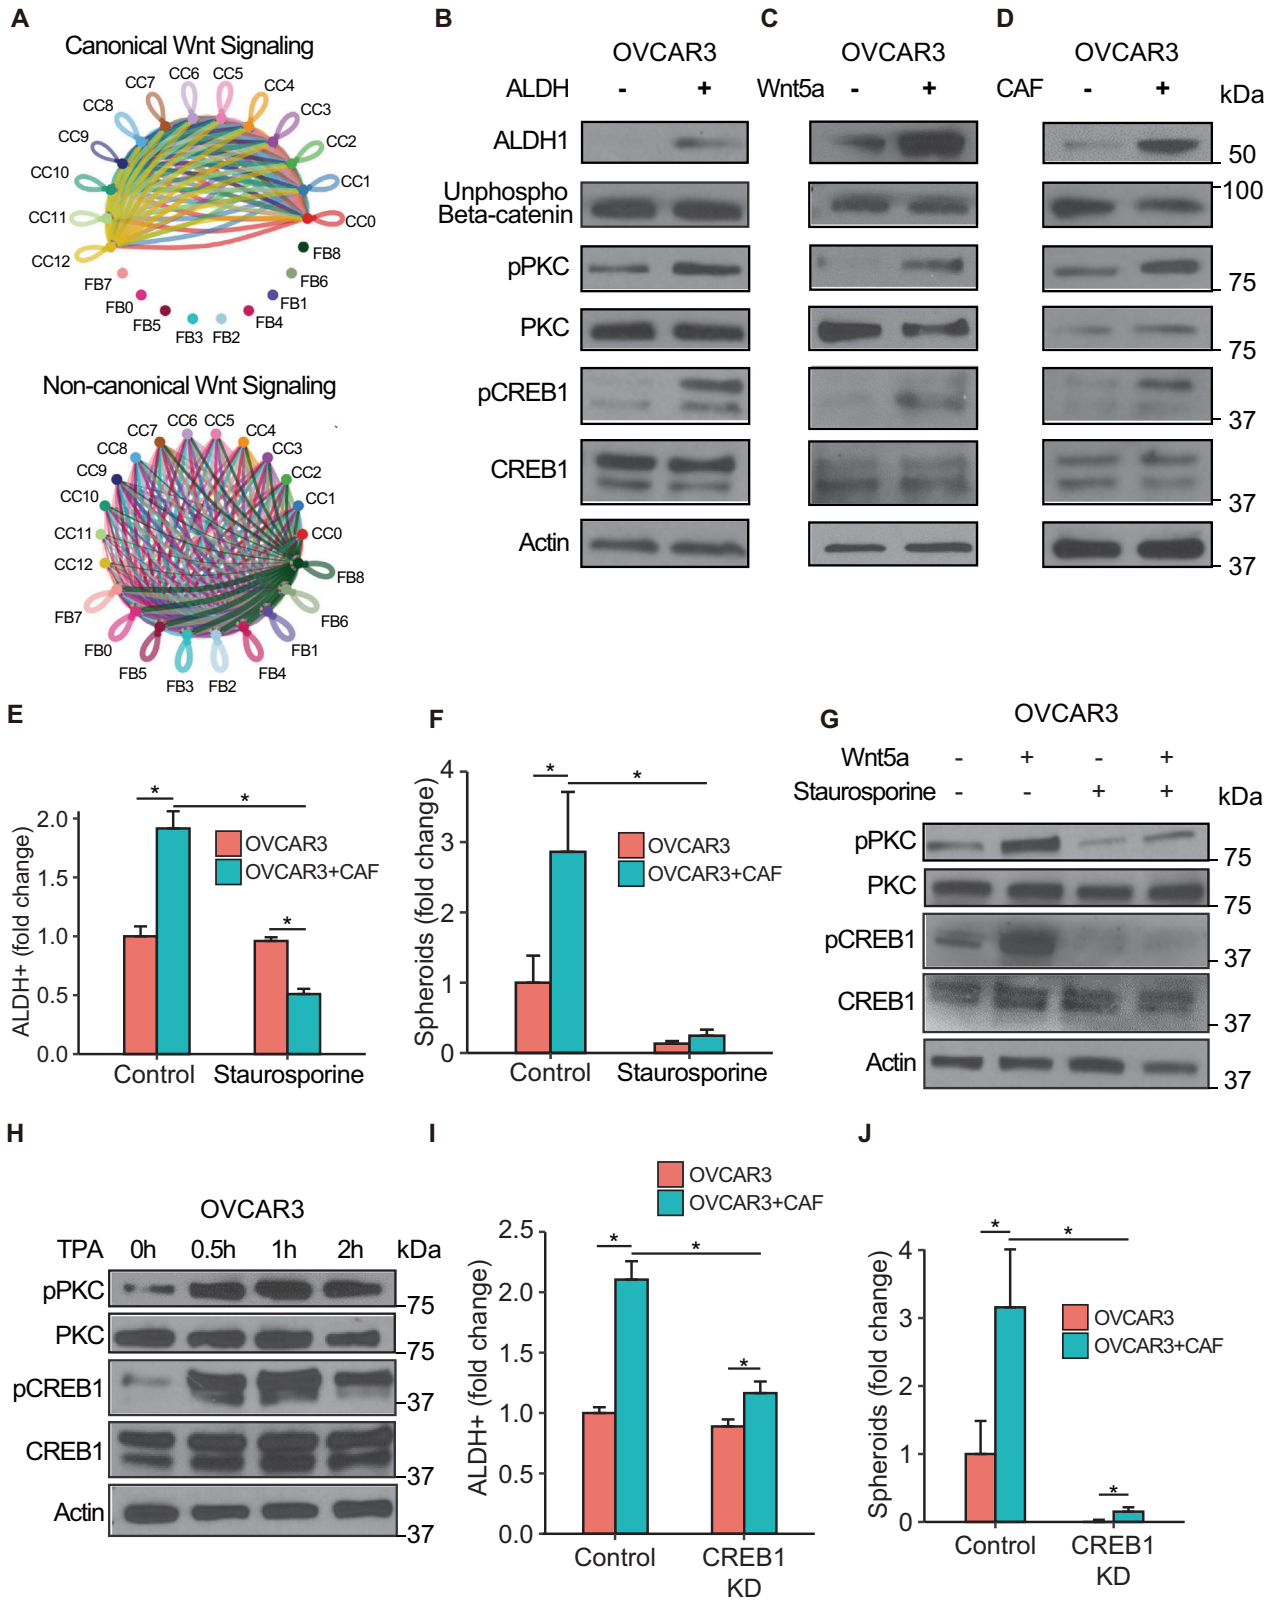 A
Canonical Wnt Signaling
CC7
CC6
CC5
CC4
CC8
CC3
CC9
CC2
CC10
CC1
CC11
CC0
CC12
FB8
FB7
FB6
FB0
FB1
FB5
FB4
FB3
FB2
Non-canonical Wnt Signaling
CC6
CC5
CC7
CC4
CC8
CC3
CC9
CC2
CC10
CC1
CC11
CC0
CC12
FB8
FB7
FB6
FB0
FB1
FB5
FB4
FB3
FB2
B
OVCAR3
ALDH - +
ALDH1
Unphospho
Beta-catenin
pPKC
PKC
pCREB1
CREB1
Actin
C
OVCAR3
Wnt5a - +
D
OVCAR3
CAF - + kDa
50
100
75
75
37
37
37
E
ALDH+ (fold change)
2.0
1.5
1.0
0.5
0.0
*
*
*
OVCAR3
OVCAR3+CAF
Control Staurosporine
F
Spheroids (fold change)
4
3
2
1
0
*
*
OVCAR3
OVCAR3+CAF
Control Staurosporine
G
OVCAR3
Wnt5a - + - +
Staurosporine - - + + kDa
pPKC 75
PKC 75
pCREB1 37
CREB1 37
Actin 37
H
OVCAR3
TPA 0h 0.5h 1h 2h kDa
pPKC 75
PKC 75
pCREB1 37
CREB1 37
Actin 37
I
OVCAR3
OVCAR3+CAF
ALDH+ (fold change)
2.5
2.0
1.5
1.0
0.5
0.0
*
*
*
Control CREB1
KD
J
Spheroids (fold change)
4
3
2
1
0
*
*
*
OVCAR3
OVCAR3+CAF
Control CREB1
KD